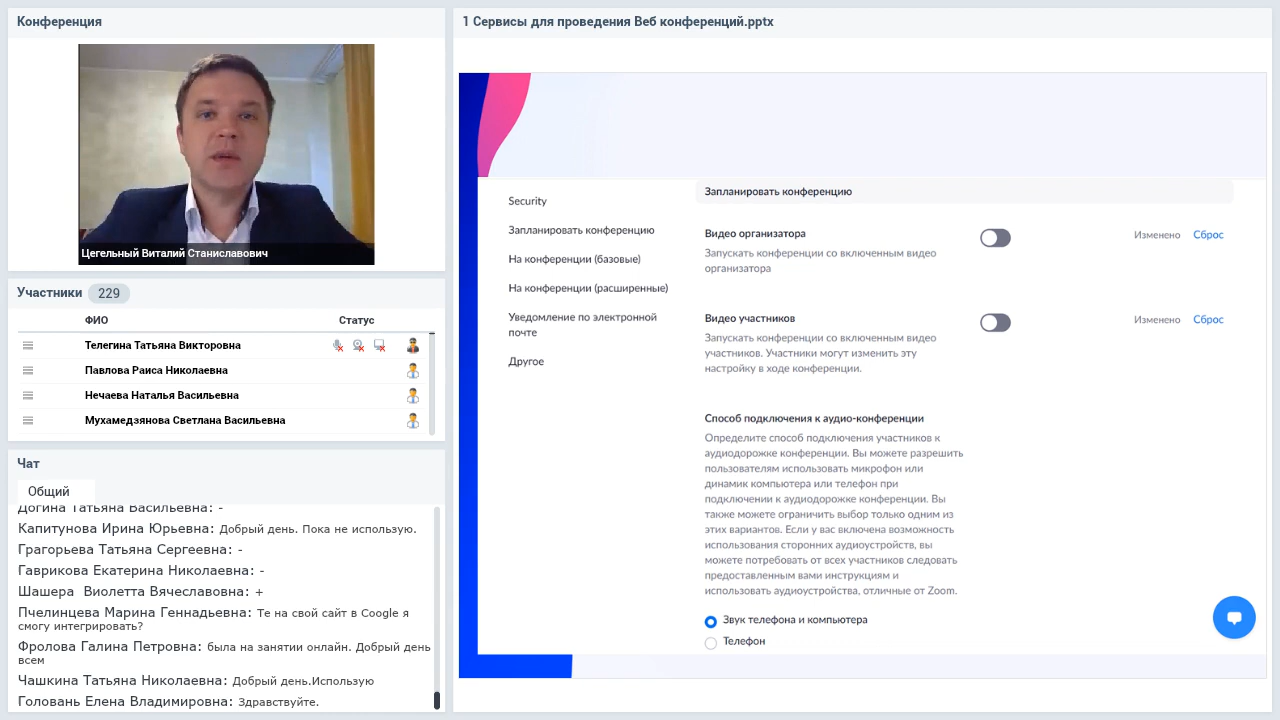 Конференция
Цегельный Виталий Станиславович
Участники 229
ФИО Статус
Телегина Татьяна Викторовна
Павлова Раиса Николаевна
Нечаева Наталья Васильевна
Мухамедзянова Светлана Васильевна
Чат
Общий
Догина Татьяна Васильевна: -
Капитунова Ирина Юрьевна: Добрый день. Пока не использую.
Грагорьева Татьяна Сергеевна: -
Гаврикова Екатерина Николаевна: -
Шашера Виолетта Вячеславовна: +
Пчелинцева Марина Геннадьевна: Те на свой сайт в Coogle я
смогу интегрировать?
Фролова Галина Петровна: была на занятии онлайн. Добрый день
всем
Чашкина Татьяна Николаевна: Добрый день.Использую
Головань Елена Владимировна: Здравствуйте.
1 Сервисы для проведения Веб конференций.pptx
Security
Запланировать конференцию
На конференции (базовые)
На конференции (расширенные)
Уведомление по электронной
почте
Другое
Запланировать конференцию
Видео организатора
Изменено Сброс
Запускать конференции со включенным видео
организатора
Видео участников
Изменено Сброс
Запускать конференции со включенным видео
участников. Участники могут изменить эту
настройку в ходе конференции.
Способ подключения к аудио-конференции
Определите способ подключения участников к
аудиодорожке конференции. Вы можете разрешить
пользователям использовать микрофон или
динамик компьютера или телефон при
подключении к аудиодорожке конференции. Вы
также можете ограничить выбор только одним из
этих вариантов. Если у вас включена возможность
использования сторонних аудиоустройств, вы
можете потребовать от всех участников следовать
предоставленным вами инструкциям и
использовать аудиоустройства, отличные от Zoom.
Звук телефона и компьютера
Телефон